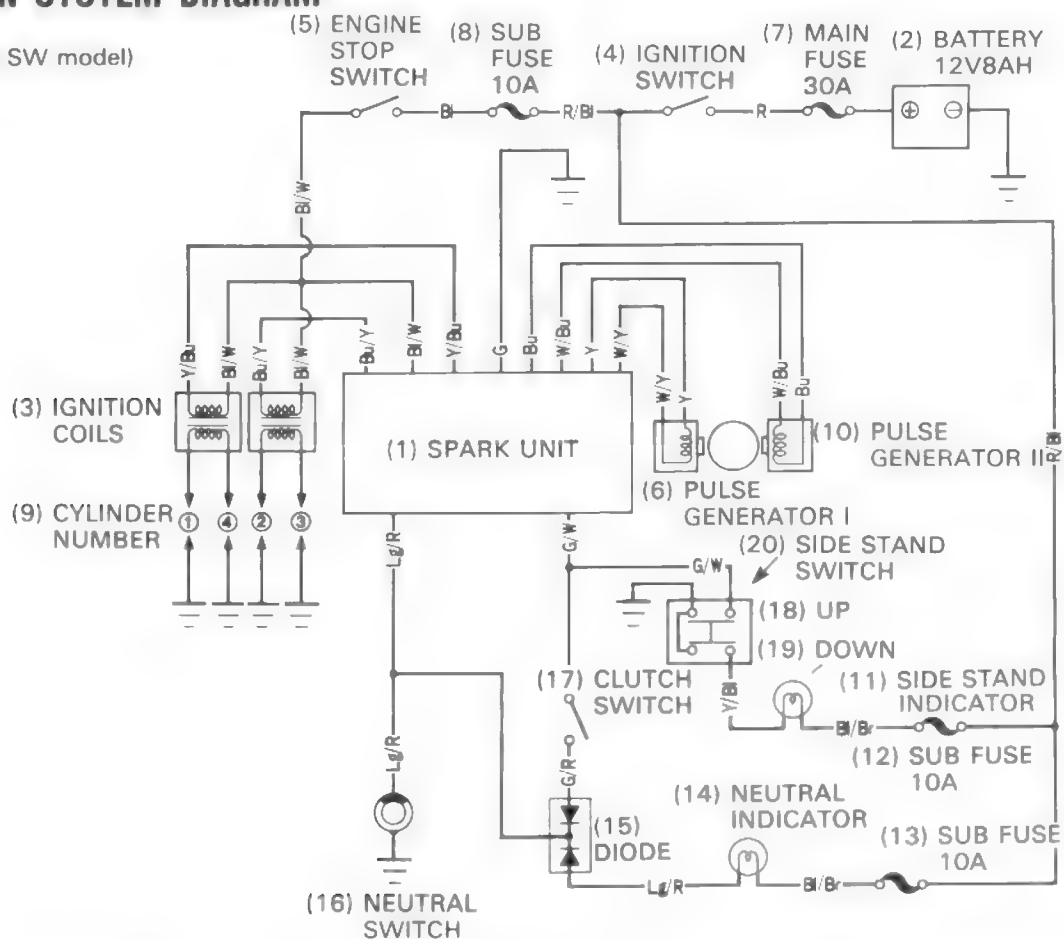 N SYSTEM DIAGRAM
SW model)
(5) ENGINE
STOP
SWITCH
(8) SUB
FUSE
10A
(4) IGNITION
SWITCH
(7) MAIN
FUSE
30A
(2) BATTERY
12V8AH
Bl
R/Bl
R
⊕ ⊖
Bl/W
Y/Bu
Bl/W
Bu/Y
Bl/W
Bu/Y
Bl/W
Y/Bu
G
Bu
W/Bu
Y
W/Y
W/Y
Y
W/Bu
Bu
R/Bl
(3) IGNITION
COILS
(1) SPARK UNIT
(10) PULSE
GENERATOR II
(6) PULSE
GENERATOR I
(9) CYLINDER
NUMBER
① ④ ② ③
Lg/R
G/W
G/W
(20) SIDE STAND
SWITCH
(18) UP
(19) DOWN
(17) CLUTCH
SWITCH
Y/Bl
(11) SIDE STAND
INDICATOR
Bl/Br
(12) SUB FUSE
10A
Lg/R
G/R
(14) NEUTRAL
INDICATOR
(15)
DIODE
(13) SUB FUSE
10A
Lg/R
Bl/Br
(16) NEUTRAL
SWITCH